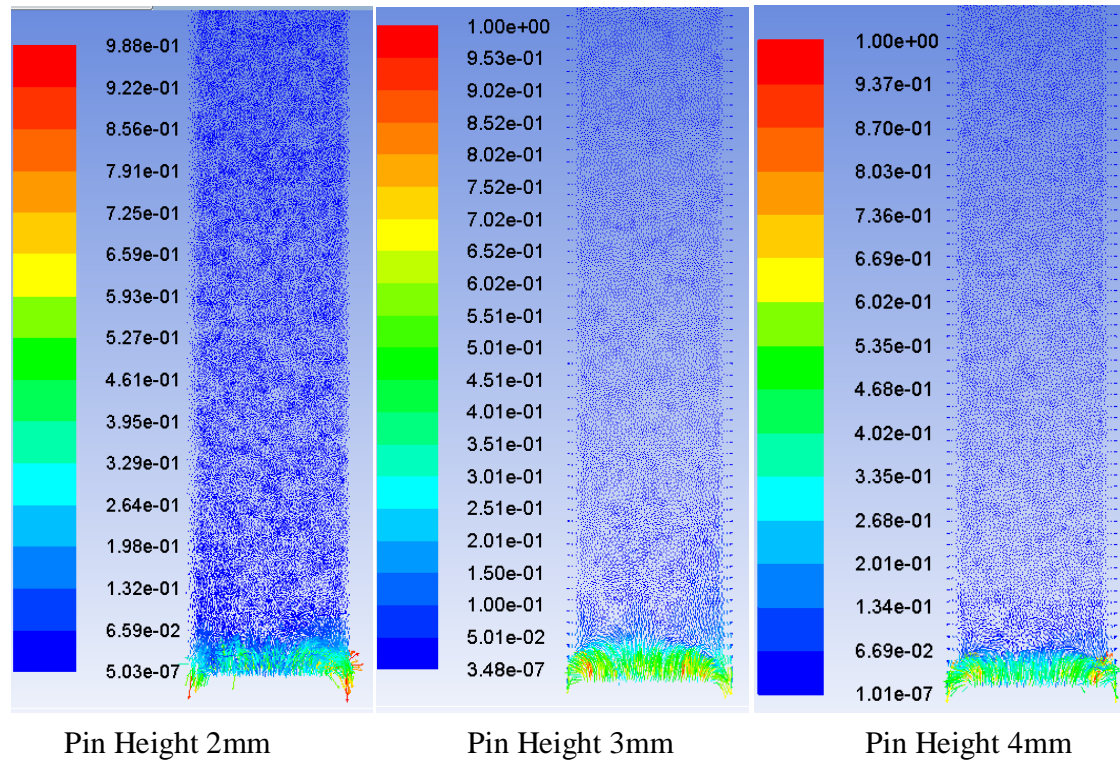 9.88e-01
9.22e-01
8.56e-01
7.91e-01
7.25e-01
6.59e-01
5.93e-01
5.27e-01
4.61e-01
3.95e-01
3.29e-01
2.64e-01
1.98e-01
1.32e-01
6.59e-02
5.03e-07
Pin Height 2mm
1.00e+00
9.53e-01
9.02e-01
8.52e-01
8.02e-01
7.52e-01
7.02e-01
6.52e-01
6.02e-01
5.51e-01
5.01e-01
4.51e-01
4.01e-01
3.51e-01
3.01e-01
2.51e-01
2.01e-01
1.50e-01
1.00e-01
5.01e-02
3.48e-07
Pin Height 3mm
1.00e+00
9.37e-01
8.70e-01
8.03e-01
7.36e-01
6.69e-01
6.02e-01
5.35e-01
4.68e-01
4.02e-01
3.35e-01
2.68e-01
2.01e-01
1.34e-01
6.69e-02
1.01e-07
Pin Height 4mm